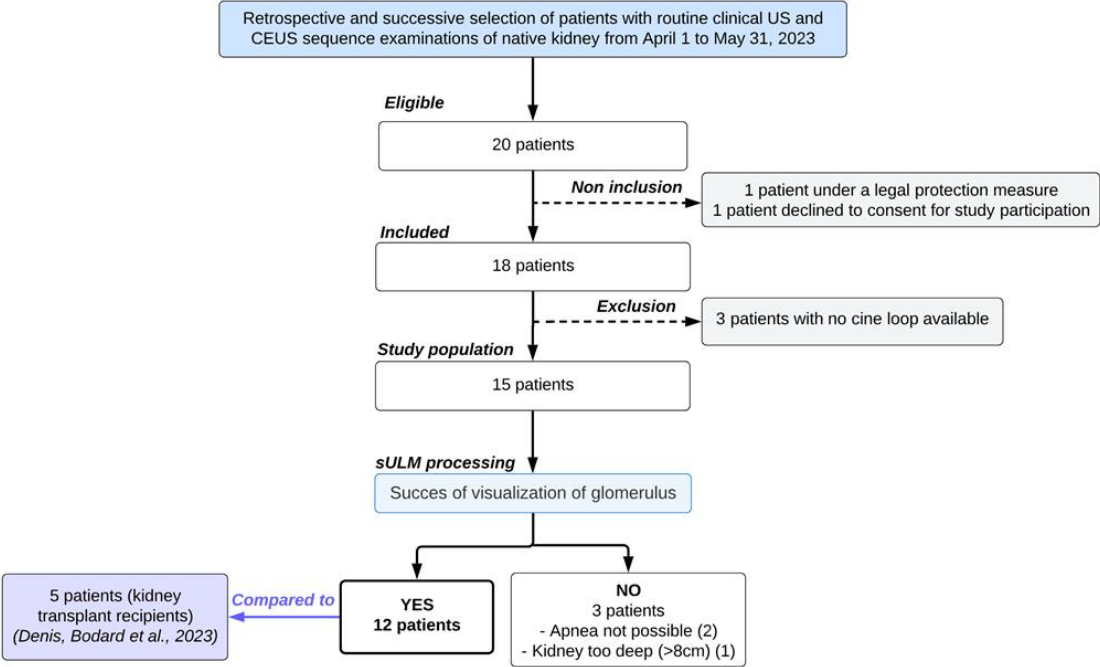 Retrospective and successive selection of patients with routine clinical US and
CEUS sequence examinations of native kidney from April 1 to May 31, 2023
Eligible
20 patients
Non inclusion
1 patient under a legal protection measure
1 patient declined to consent for study participation
Included
18 patients
Exclusion
3 patients with no cine loop available
Study population
15 patients
sULM processing
Succes of visualization of glomerulus
5 patients (kidney
transplant recipients)
(Denis, Bodard et al., 2023)
Compared to
YES
12 patients
NO
3 patients
- Apnea not possible (2)
- Kidney too deep (>8cm) (1)